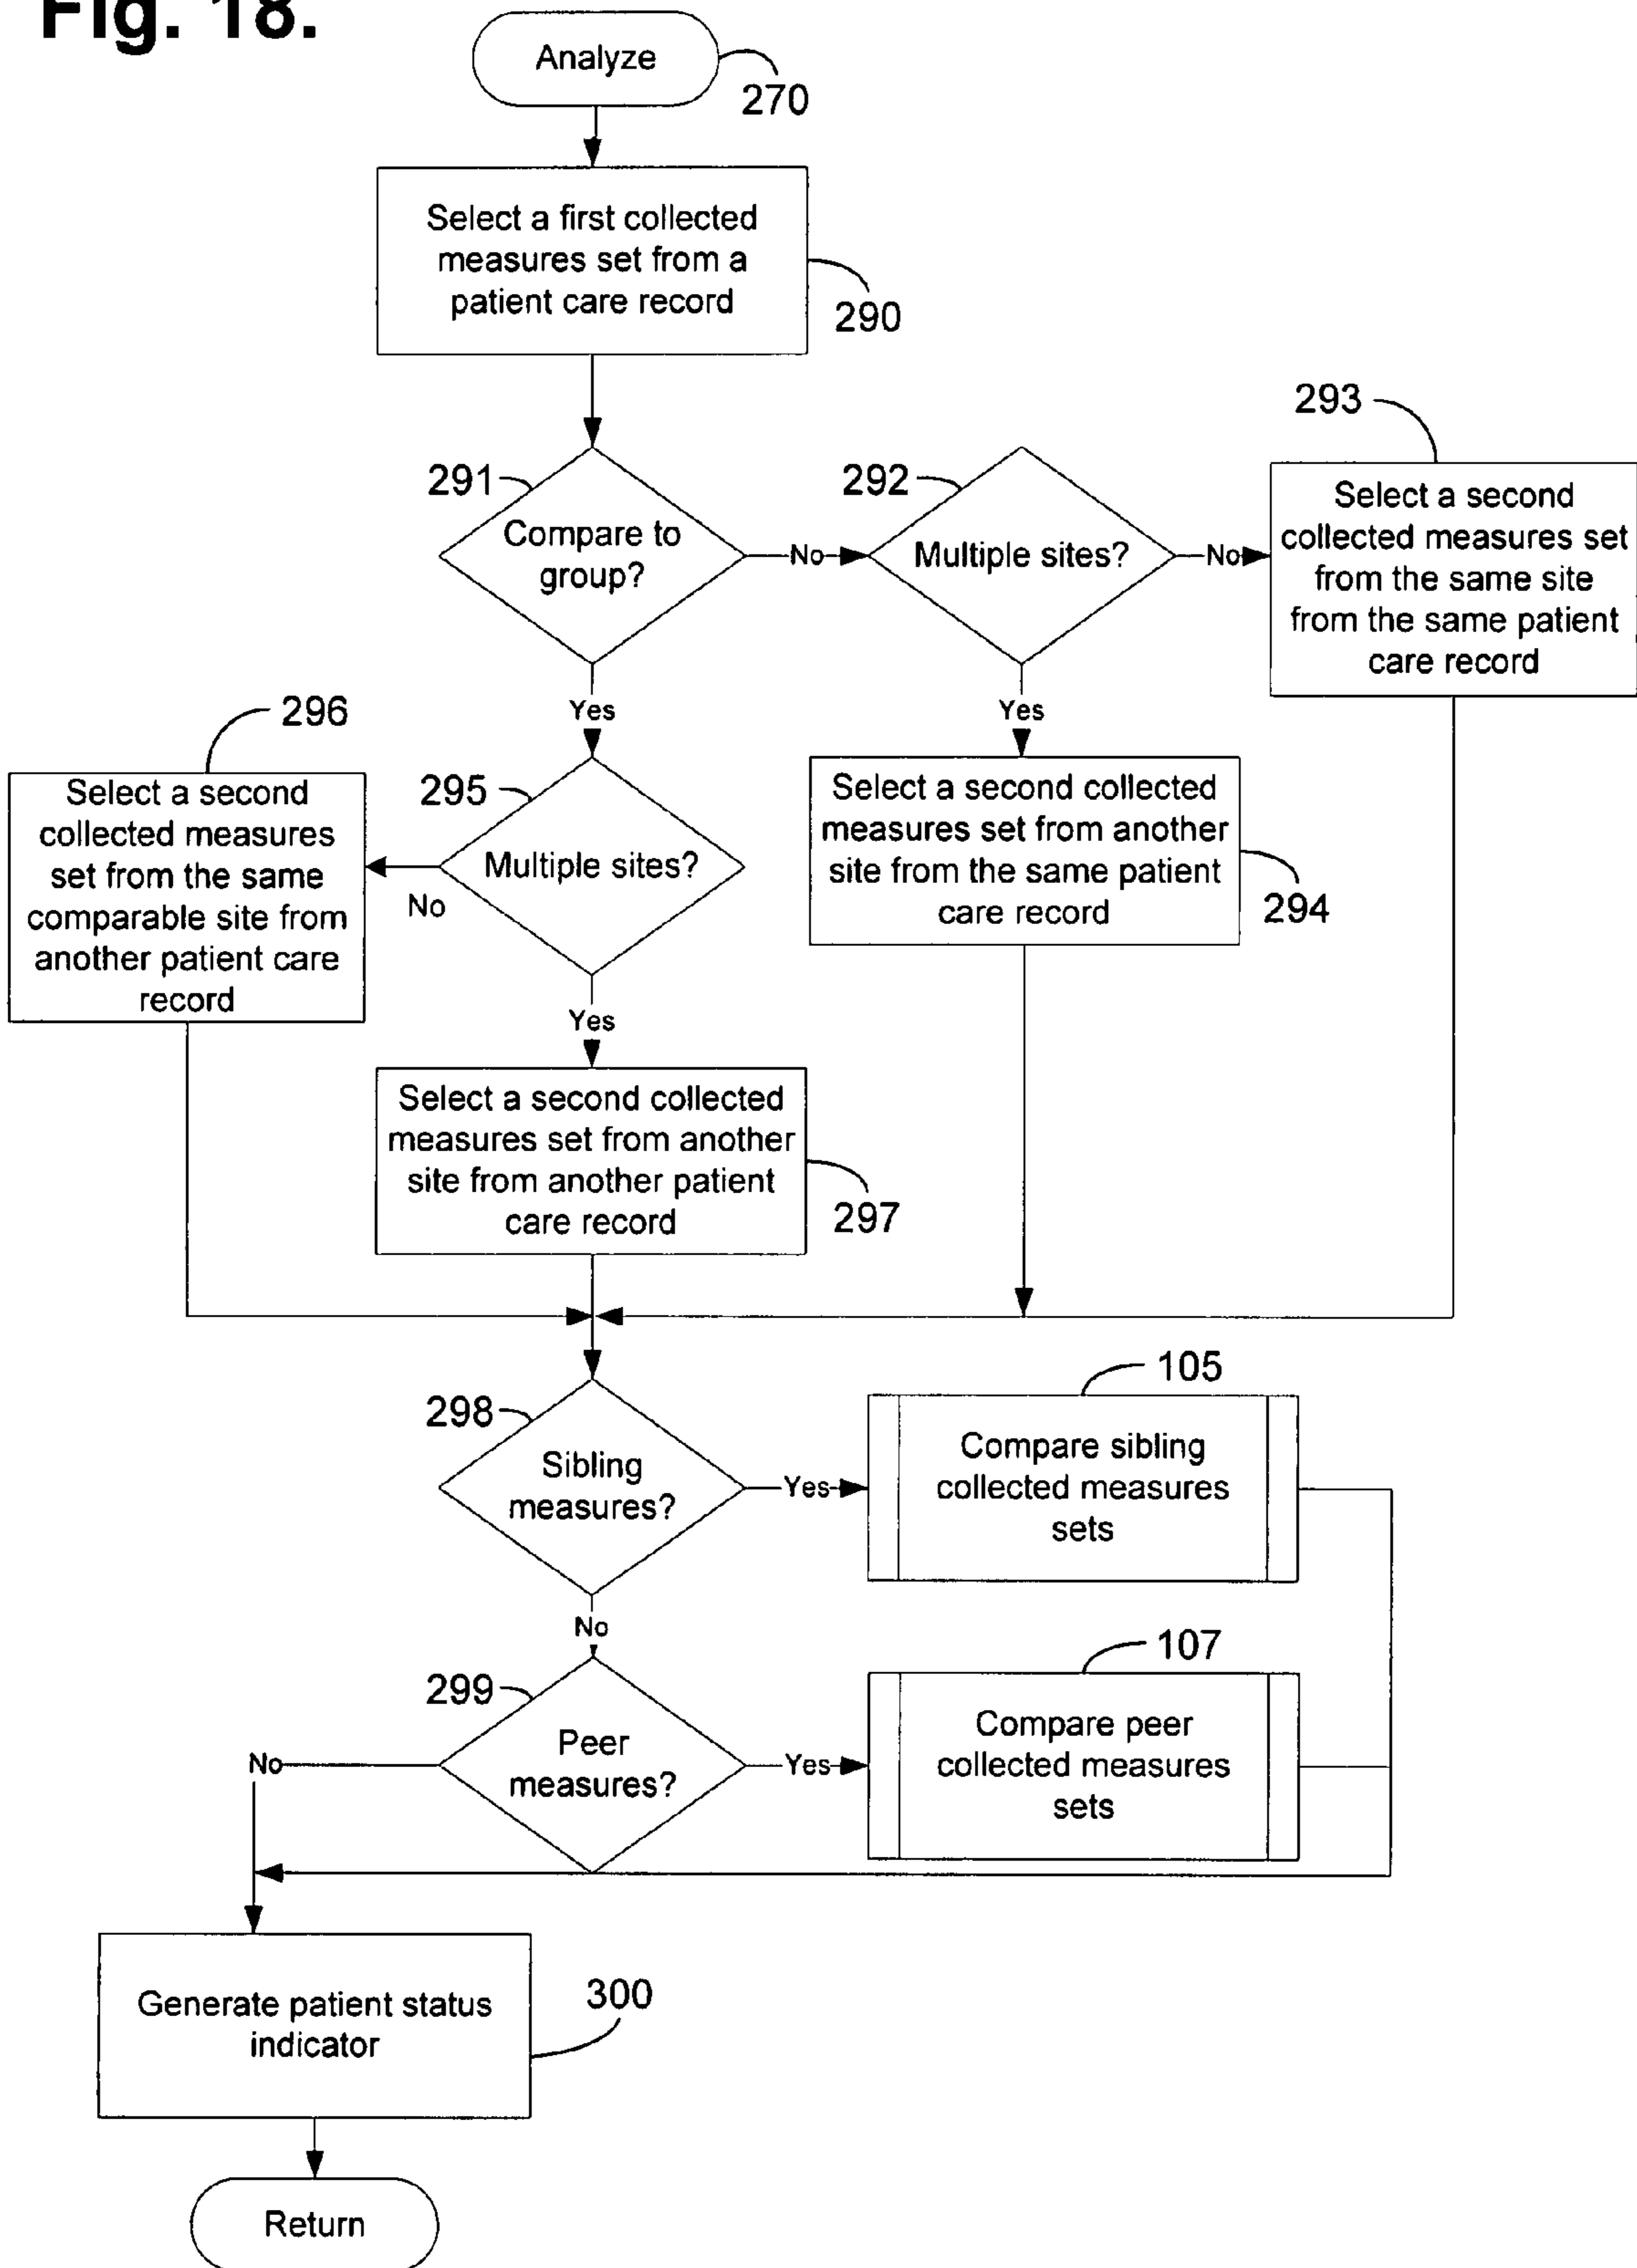 Fig. 18.
Analyze
270
Select a first collected
measures set from a
patient care record
290
291
Compare to
group?
No
292
Multiple sites?
No
293
Select a second
collected measures set
from the same site
from the same patient
care record
Yes
Yes
296
Select a second
collected measures
set from the same
comparable site from
another patient care
record
295
Multiple sites?
No
Select a second collected
measures set from another
site from the same patient
care record
294
Yes
Select a second collected
measures set from another
site from another patient
care record
297
298
Sibling
measures?
Yes
105
Compare sibling
collected measures
sets
No
299
Peer
measures?
No
Yes
107
Compare peer
collected measures
sets
Generate patient status
indicator
300
Return